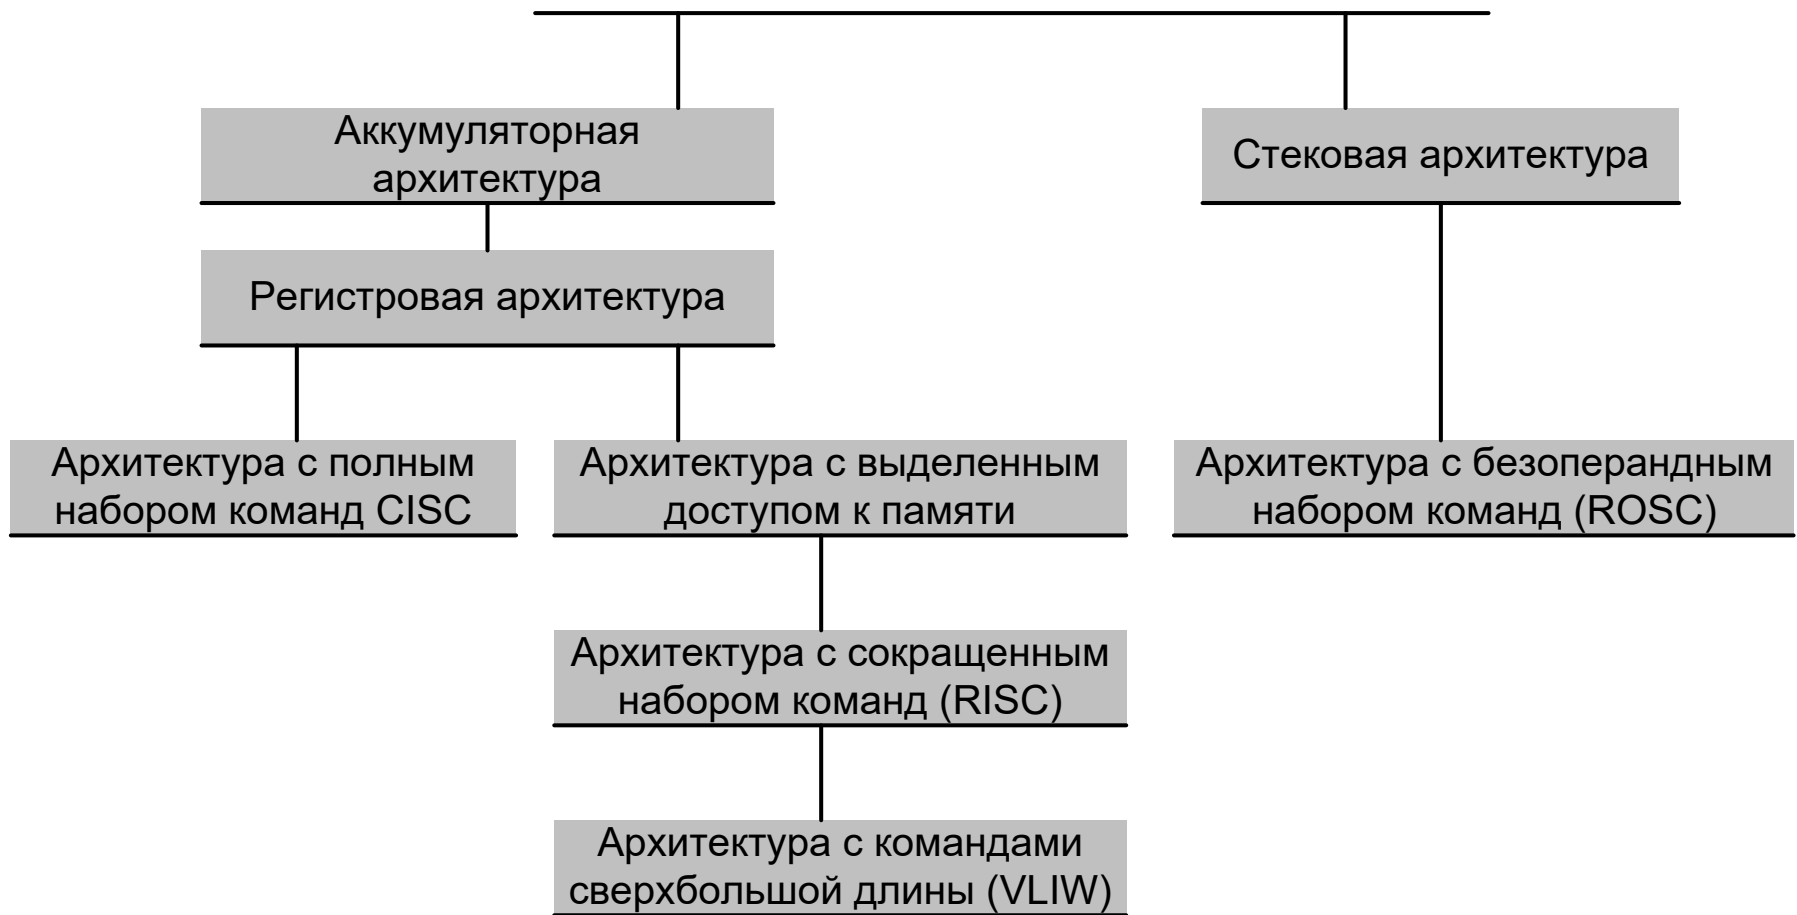 Аккумуляторная
архитектура
Стековая архитектура
Регистровая архитектура
Архитектура с полным
набором команд CISC
Архитектура с выделенным
доступом к памяти
Архитектура с безоперандным
набором команд (ROSC)
Архитектура с сокращенным
набором команд (RISC)
Архитектура с командами
сверхбольшой длины (VLIW)